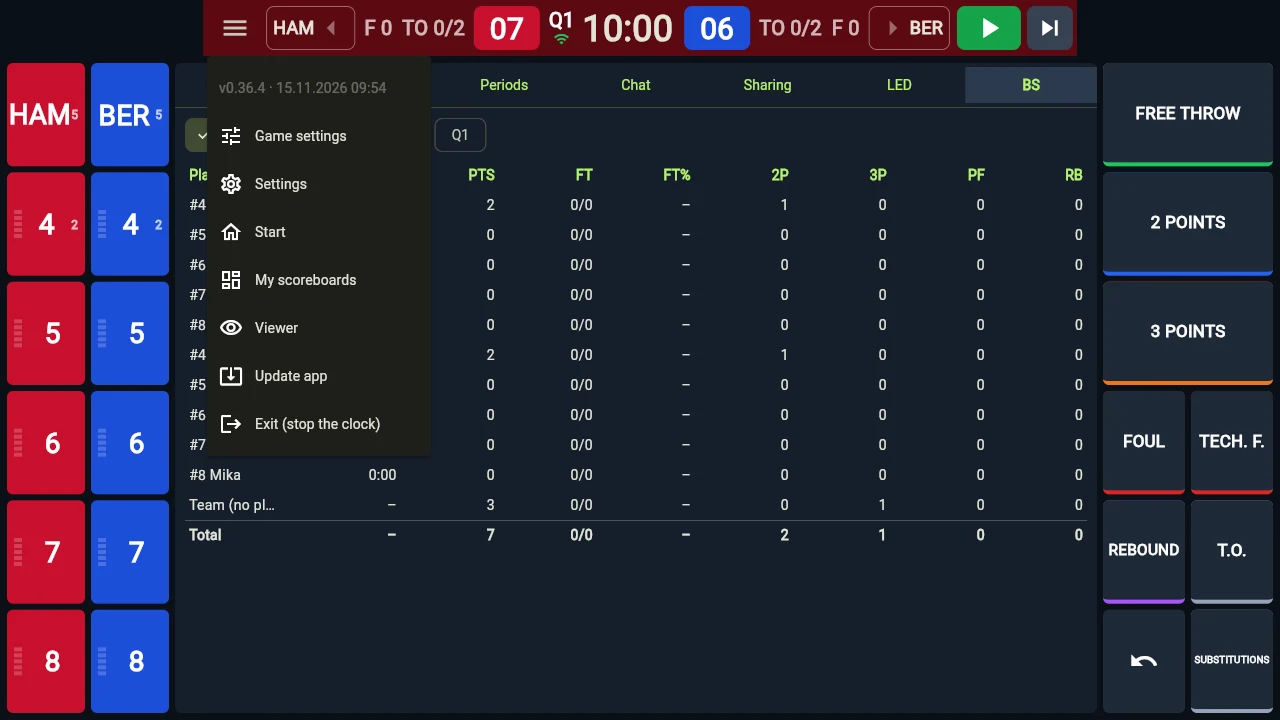 HAM F 0 TO 0/2 07 Q1 10:00 06 TO 0/2 F 0 BER
v0.36.4 · 15.11.2026 09:54
Game settings
Settings
Start
My scoreboards
Viewer
Update app
Exit (stop the clock)
HAM 5 BER 5
4 2 4 2
5 5
6 6
7 7
8 8
Periods Chat Sharing LED BS
Q1
PTS FT FT% 2P 3P PF RB
#4 2 0/0 – 1 0 0 0
#5 0 0/0 – 0 0 0 0
#6 0 0/0 – 0 0 0 0
#7 0 0/0 – 0 0 0 0
#8 0 0/0 – 0 0 0 0
#4 2 0/0 – 1 0 0 0
#5 0 0/0 – 0 0 0 0
#6 0 0/0 – 0 0 0 0
#7 0 0/0 – 0 0 0 0
#8 Mika 0:00 0 0/0 – 0 0 0 0
Team (no pl… – 3 0/0 – 0 1 0 0
Total – 7 0/0 – 2 1 0 0
FREE THROW
2 POINTS
3 POINTS
FOUL TECH. F.
REBOUND T.O.
SUBSTITUTIONS